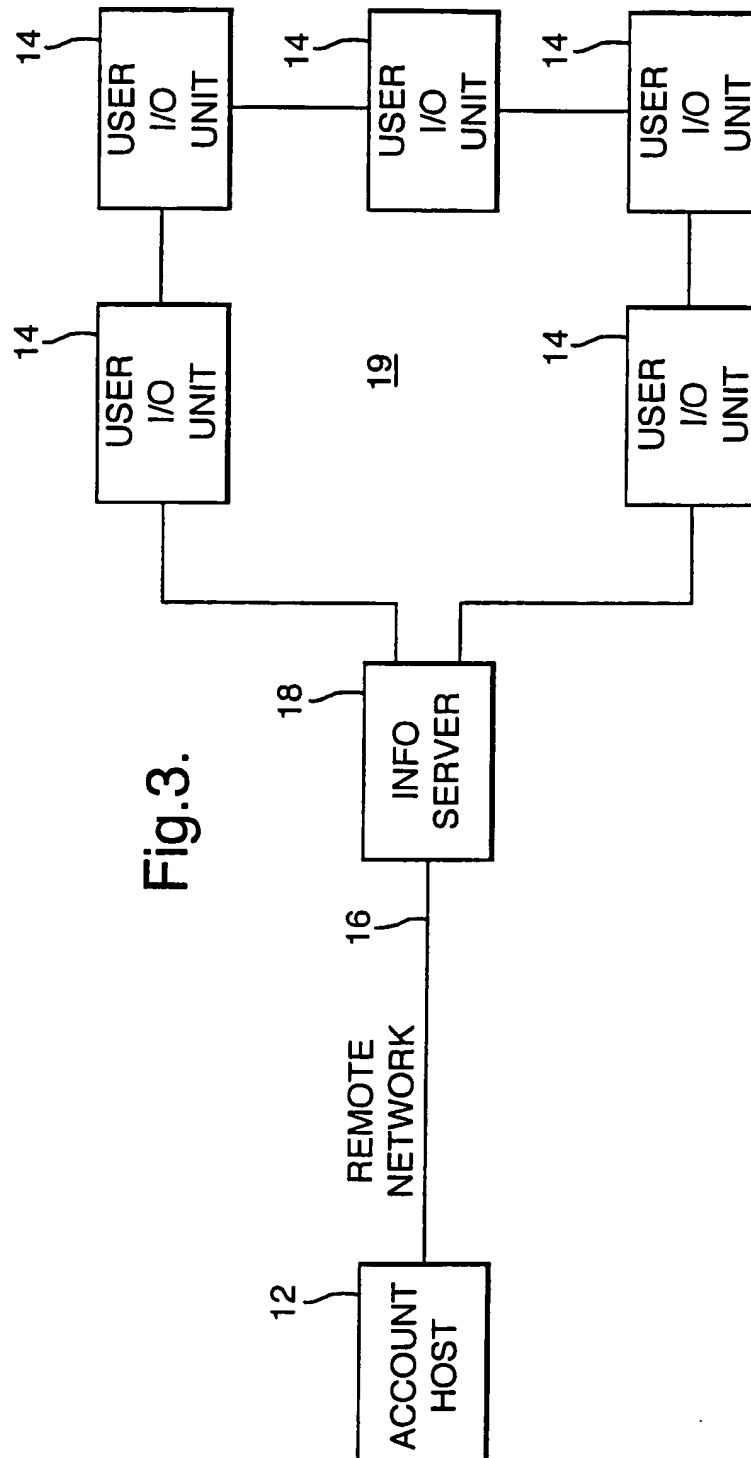 Fig.3.
12
ACCOUNT
HOST
REMOTE
NETWORK
16
18
INFO
SERVER
14
USER
I/O
UNIT
14
USER
I/O
UNIT
19
14
USER
I/O
UNIT
14
USER
I/O
UNIT
14
USER
I/O
UNIT